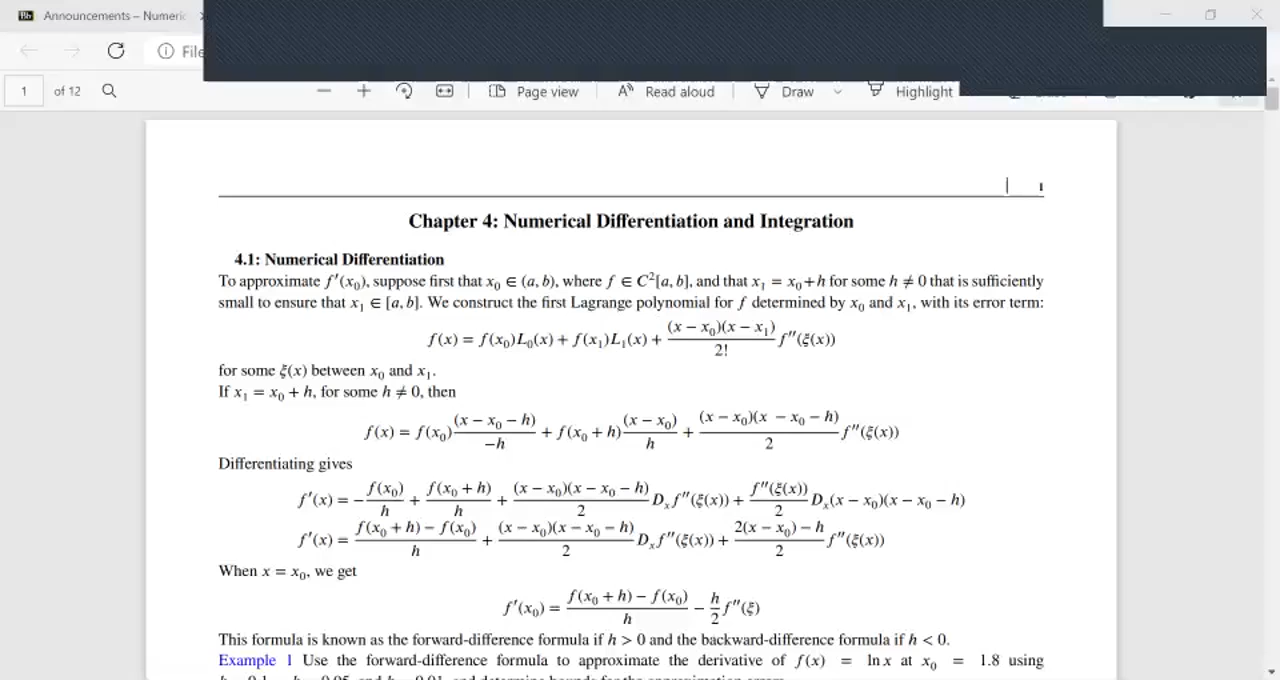 Announcements – Numeric
File
1 of 12 Page view Read aloud Draw Highlight
1
Chapter 4: Numerical Differentiation and Integration
4.1: Numerical Differentiation
To approximate f′(x₀), suppose first that x₀ ∈ (a, b), where f ∈ C²[a, b], and that x₁ = x₀+h for some h ≠ 0 that is sufficiently
small to ensure that x₁ ∈ [a, b]. We construct the first Lagrange polynomial for f determined by x₀ and x₁, with its error term:
f(x) = f(x₀)L₀(x) + f(x₁)L₁(x) + (x − x₀)(x − x₁)/2! f′′(ξ(x))
for some ξ(x) between x₀ and x₁.
If x₁ = x₀ + h, for some h ≠ 0, then
f(x) = f(x₀) (x − x₀ − h)/−h + f(x₀ + h) (x − x₀)/h + (x − x₀)(x − x₀ − h)/2 f′′(ξ(x))
Differentiating gives
f′(x) = − f(x₀)/h + f(x₀ + h)/h + (x − x₀)(x − x₀ − h)/2 Dₓf′′(ξ(x)) + f′′(ξ(x))/2 Dₓ(x − x₀)(x − x₀ − h)
f′(x) = f(x₀ + h) − f(x₀)/h + (x − x₀)(x − x₀ − h)/2 Dₓf′′(ξ(x)) + 2(x − x₀) − h/2 f′′(ξ(x))
When x = x₀, we get
f′(x₀) = f(x₀ + h) − f(x₀)/h − h/2 f′′(ξ)
This formula is known as the forward-difference formula if h > 0 and the backward-difference formula if h < 0.
Example 1 Use the forward-difference formula to approximate the derivative of f(x) = ln x at x₀ = 1.8 using